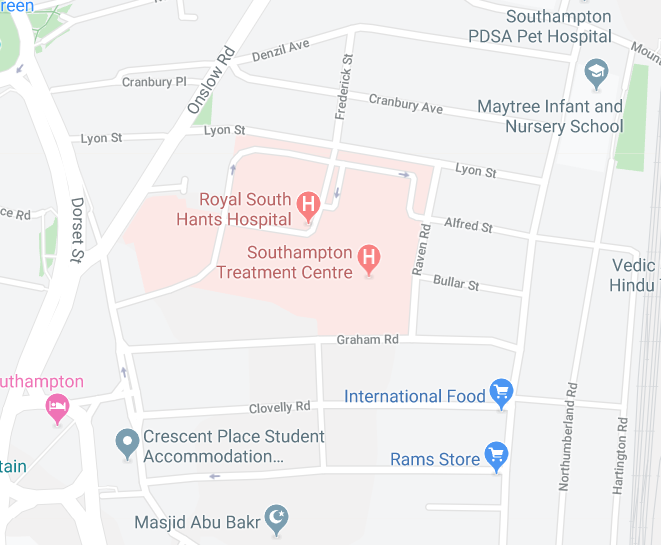 Green
Southampton
PDSA Pet Hospital
Denzil Ave
Onslow Rd
Cranbury Pl
Frederick St
Cranbury Ave
Maytree Infant and
Nursery School
Lyon St
Lyon St
Lyon St
Royal South
Hants Hospital
ce Rd
Dorset St
Alfred St
Southampton
Treatment Centre
Raven Rd
Vedic
Hindu
Bullar St
Graham Rd
uthampton
International Food
Clovelly Rd
Northumberland Rd
Hartington Rd
Crescent Place Student
Accommodation...
Rams Store
tain
Masjid Abu Bakr